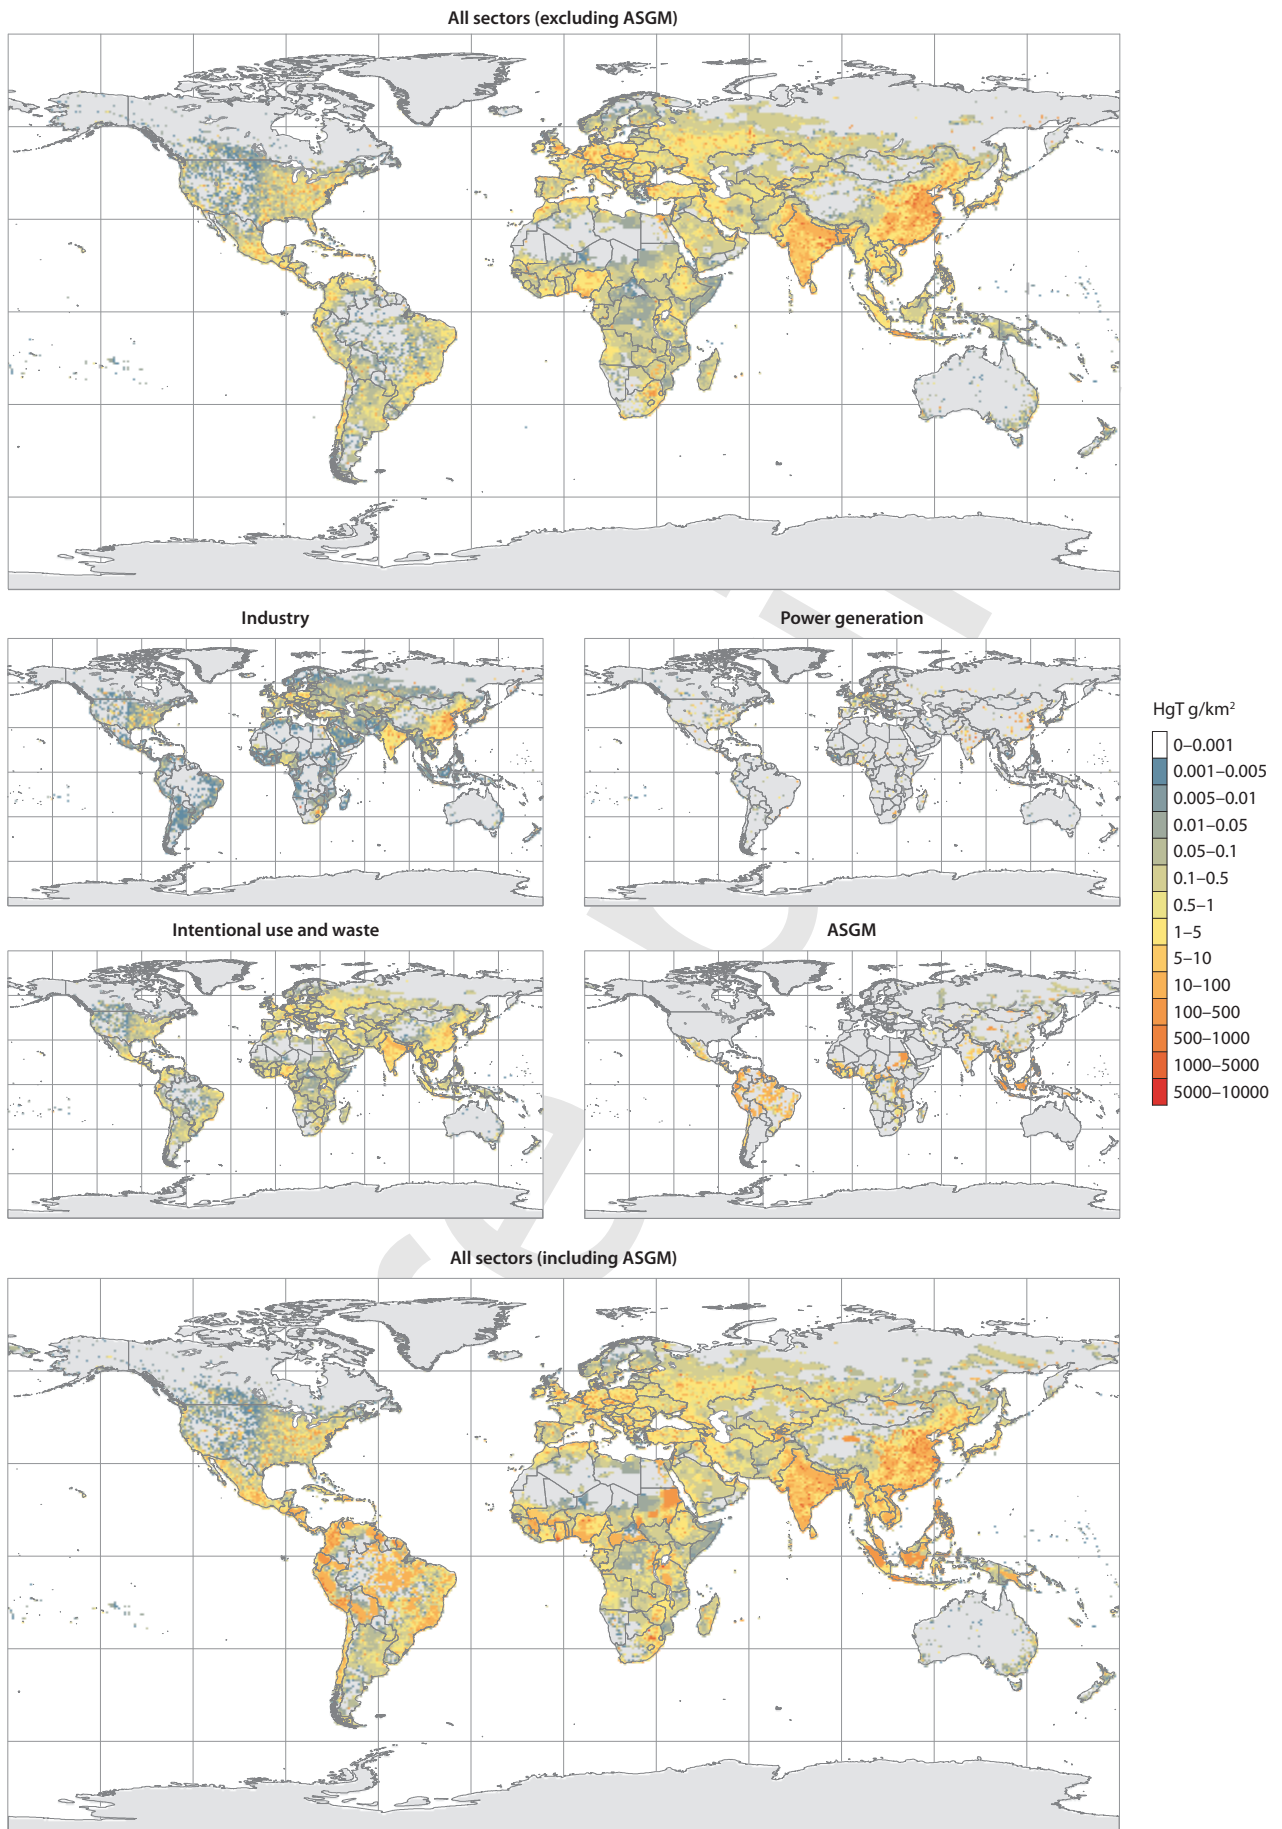 All sectors (excluding ASGM)
Industry
Power generation
HgT g/km²
0–0.001
0.001–0.005
0.005–0.01
0.01–0.05
0.05–0.1
0.1–0.5
0.5–1
1–5
5–10
10–100
100–500
500–1000
1000–5000
5000–10000
Intentional use and waste
ASGM
All sectors (including ASGM)